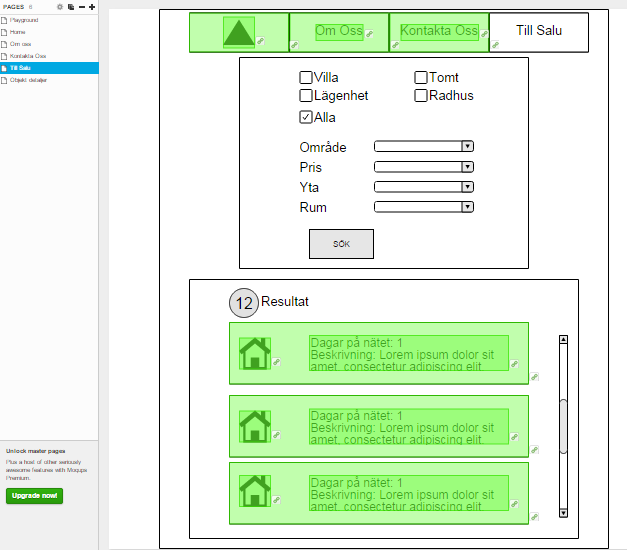 PAGES 6
Playground
Home
Om oss
Kontakta Oss
Till Salu
Objekt detaljer
Unlock master pages
Plus a host of other seriously
awesome features with Moqups
Premium.
Upgrade now!
Om Oss
Kontakta Oss
Till Salu
Villa
Tomt
Lägenhet
Radhus
Alla
Område
Pris
Yta
Rum
SÖK
12 Resultat
Dagar på nätet: 1
Beskrivning: Lorem ipsum dolor sit
amet, consectetur adipiscing elit.
Dagar på nätet: 1
Beskrivning: Lorem ipsum dolor sit
amet, consectetur adipiscing elit.
Dagar på nätet: 1
Beskrivning: Lorem ipsum dolor sit
amet, consectetur adipiscing elit.